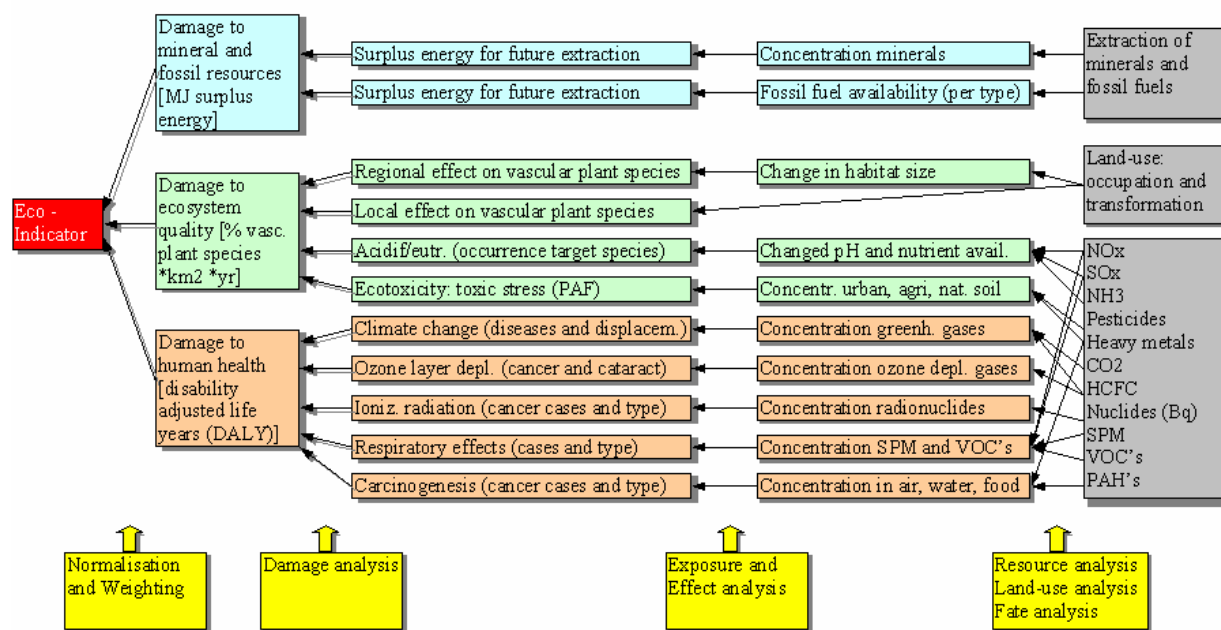 Damage to
mineral and
fossil resources
[MJ surplus
energy]
Surplus energy for future extraction
Concentration minerals
Extraction of
minerals and
fossil fuels
Surplus energy for future extraction
Fossil fuel availability (per type)
Eco -
Indicator
Damage to
ecosystem
quality [% vasc.
plant species
*km2 *yr]
Regional effect on vascular plant species
Change in habitat size
Land-use:
occupation and
transformation
Local effect on vascular plant species
Acidif/eutr. (occurrence target species)
Changed pH and nutrient avail.
Ecotoxicity: toxic stress (PAF)
Concentr. urban, agri, nat. soil
NOx
SOx
NH3
Pesticides
Heavy metals
CO2
HCFC
Nuclides (Bq)
SPM
VOC's
PAH's
Damage to
human health
[disability
adjusted life
years (DALY)]
Climate change (diseases and displacem.)
Concentration greenh. gases
Ozone layer depl. (cancer and cataract)
Concentration ozone depl. gases
Ioniz. radiation (cancer cases and type)
Concentration radionuclides
Respiratory effects (cases and type)
Concentration SPM and VOC's
Carcinogenesis (cancer cases and type)
Concentration in air, water, food
Normalisation
and Weighting
Damage analysis
Exposure and
Effect analysis
Resource analysis
Land-use analysis
Fate analysis